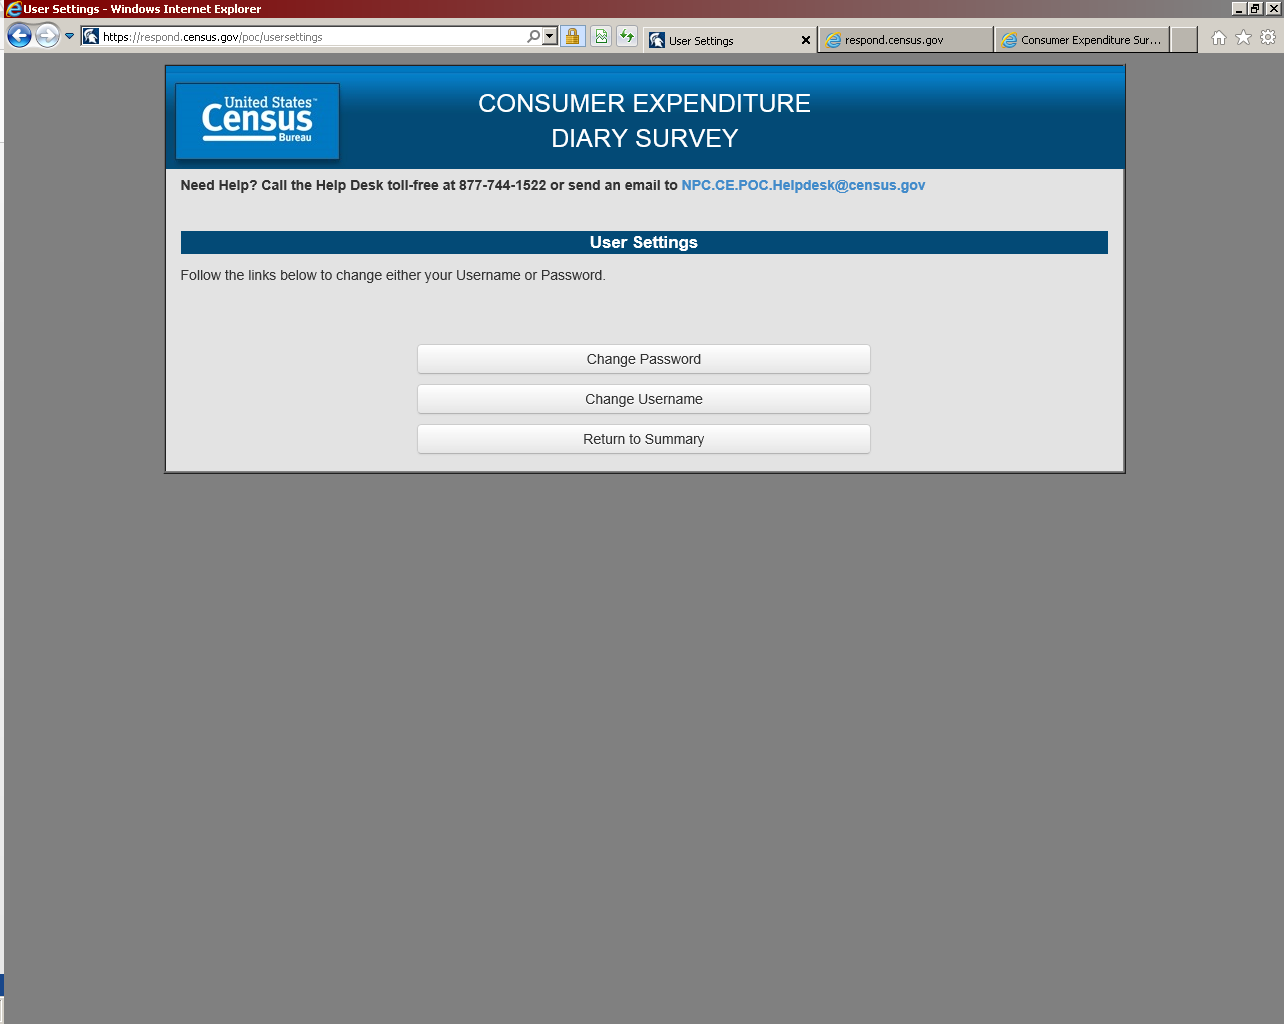 User Settings - Windows Internet Explorer
https://respond.census.gov/poc/usersettings
User Settings
respond.census.gov
Consumer Expenditure Sur...
United States™
Census
Bureau
CONSUMER EXPENDITURE
DIARY SURVEY
Need Help? Call the Help Desk toll-free at 877-744-1522 or send an email to NPC.CE.POC.Helpdesk@census.gov
User Settings
Follow the links below to change either your Username or Password.
Change Password
Change Username
Return to Summary